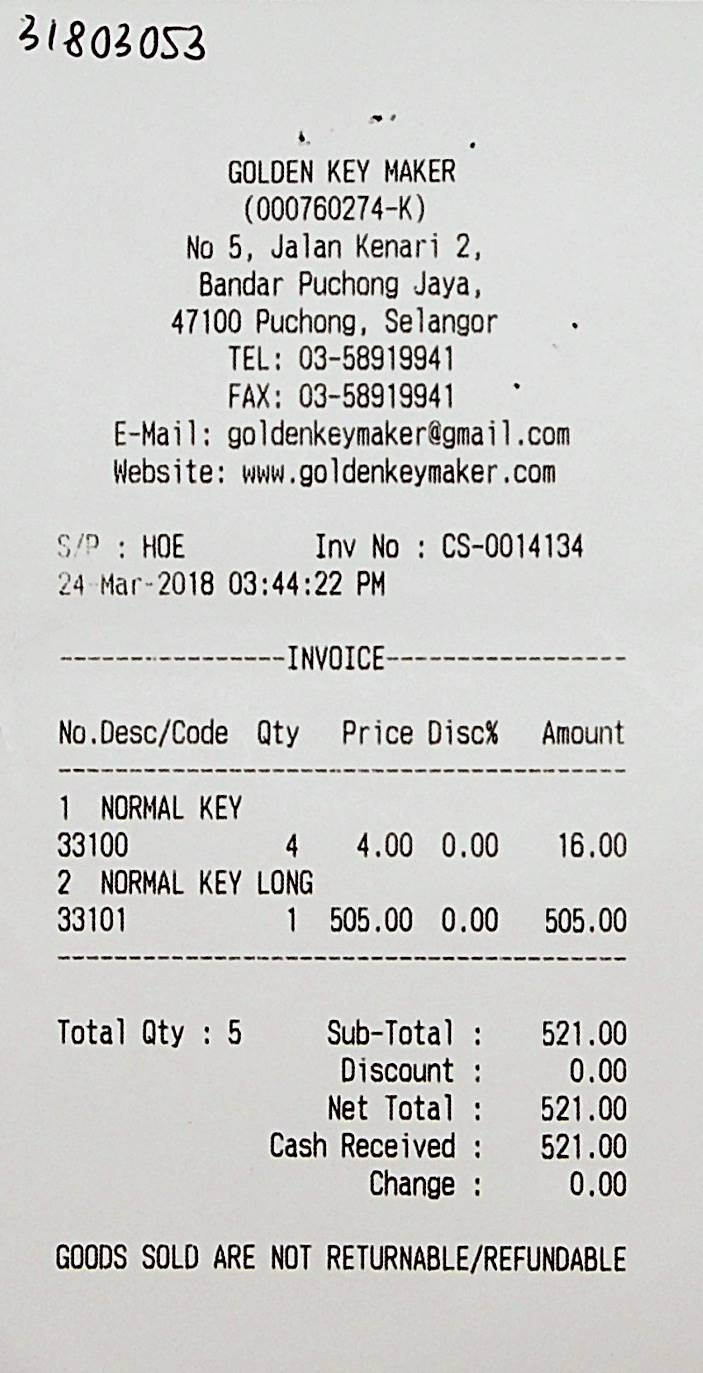 31803053
GOLDEN KEY MAKER
(000760274-K)
No 5, Jalan Kenari 2,
Bandar Puchong Jaya,
47100 Puchong, Selangor
TEL: 03-58919941
FAX: 03-58919941
E-Mail: goldenkeymaker@gmail.com
Website: www.goldenkeymaker.com
S/P : HOE Inv No : CS-0014134
24-Mar-2018 03:44:22 PM
----------------INVOICE-----------------
No.Desc/Code Qty Price Disc% Amount
1 NORMAL KEY
33100 4 4.00 0.00 16.00
2 NORMAL KEY LONG
33101 1 505.00 0.00 505.00
Total Qty : 5 Sub-Total : 521.00
Discount : 0.00
Net Total : 521.00
Cash Received : 521.00
Change : 0.00
GOODS SOLD ARE NOT RETURNABLE/REFUNDABLE